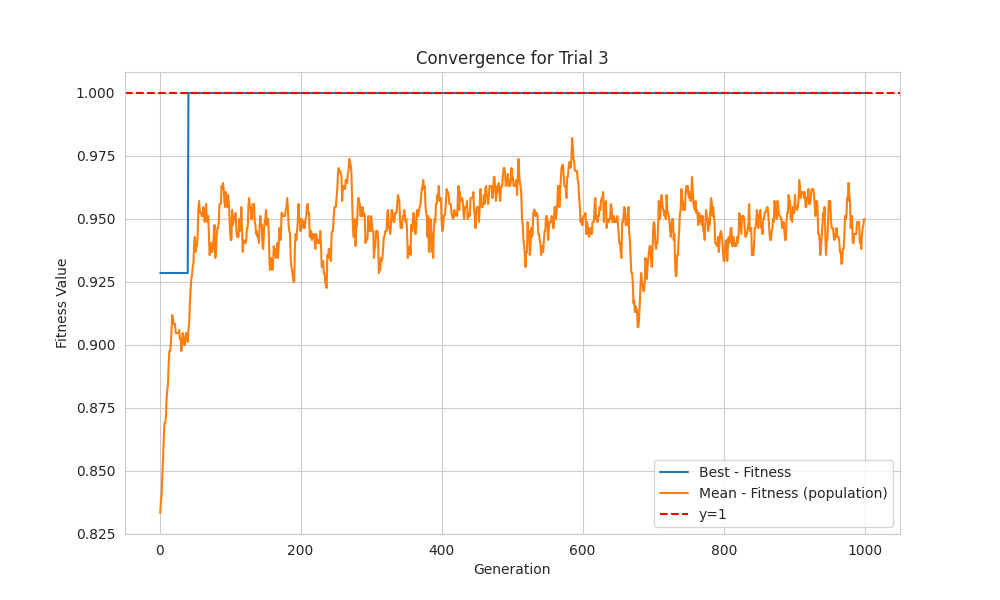 Convergence for Trial 3
1.000
0.975
0.950
0.925
0.900
0.875
0.850
0.825
Fitness Value
0 200 400 600 800 1000
Generation
Best - Fitness
Mean - Fitness (population)
y=1